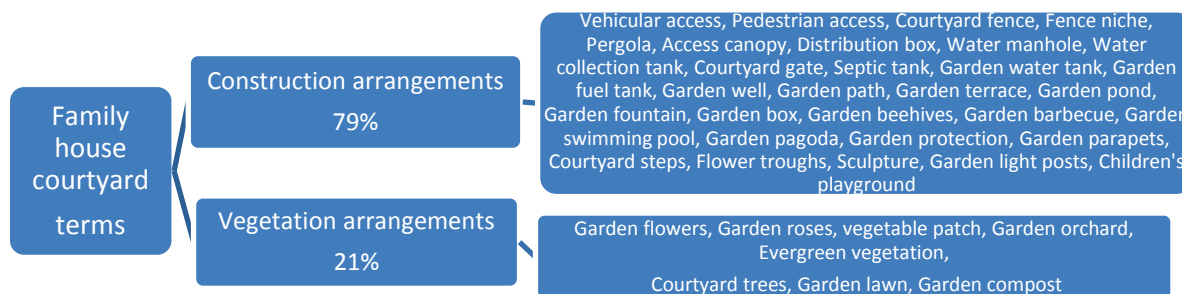 Family
house
courtyard
terms
Construction arrangements
79%
Vehicular access, Pedestrian access, Courtyard fence, Fence niche,
Pergola, Access canopy, Distribution box, Water manhole, Water
collection tank, Courtyard gate, Septic tank, Garden water tank, Garden
fuel tank, Garden well, Garden path, Garden terrace, Garden pond,
Garden fountain, Garden box, Garden beehives, Garden barbecue, Garden
swimming pool, Garden pagoda, Garden protection, Garden parapets,
Courtyard steps, Flower troughs, Sculpture, Garden light posts, Children's
playground
Vegetation arrangements
21%
Garden flowers, Garden roses, vegetable patch, Garden orchard,
Evergreen vegetation,
Courtyard trees, Garden lawn, Garden compost